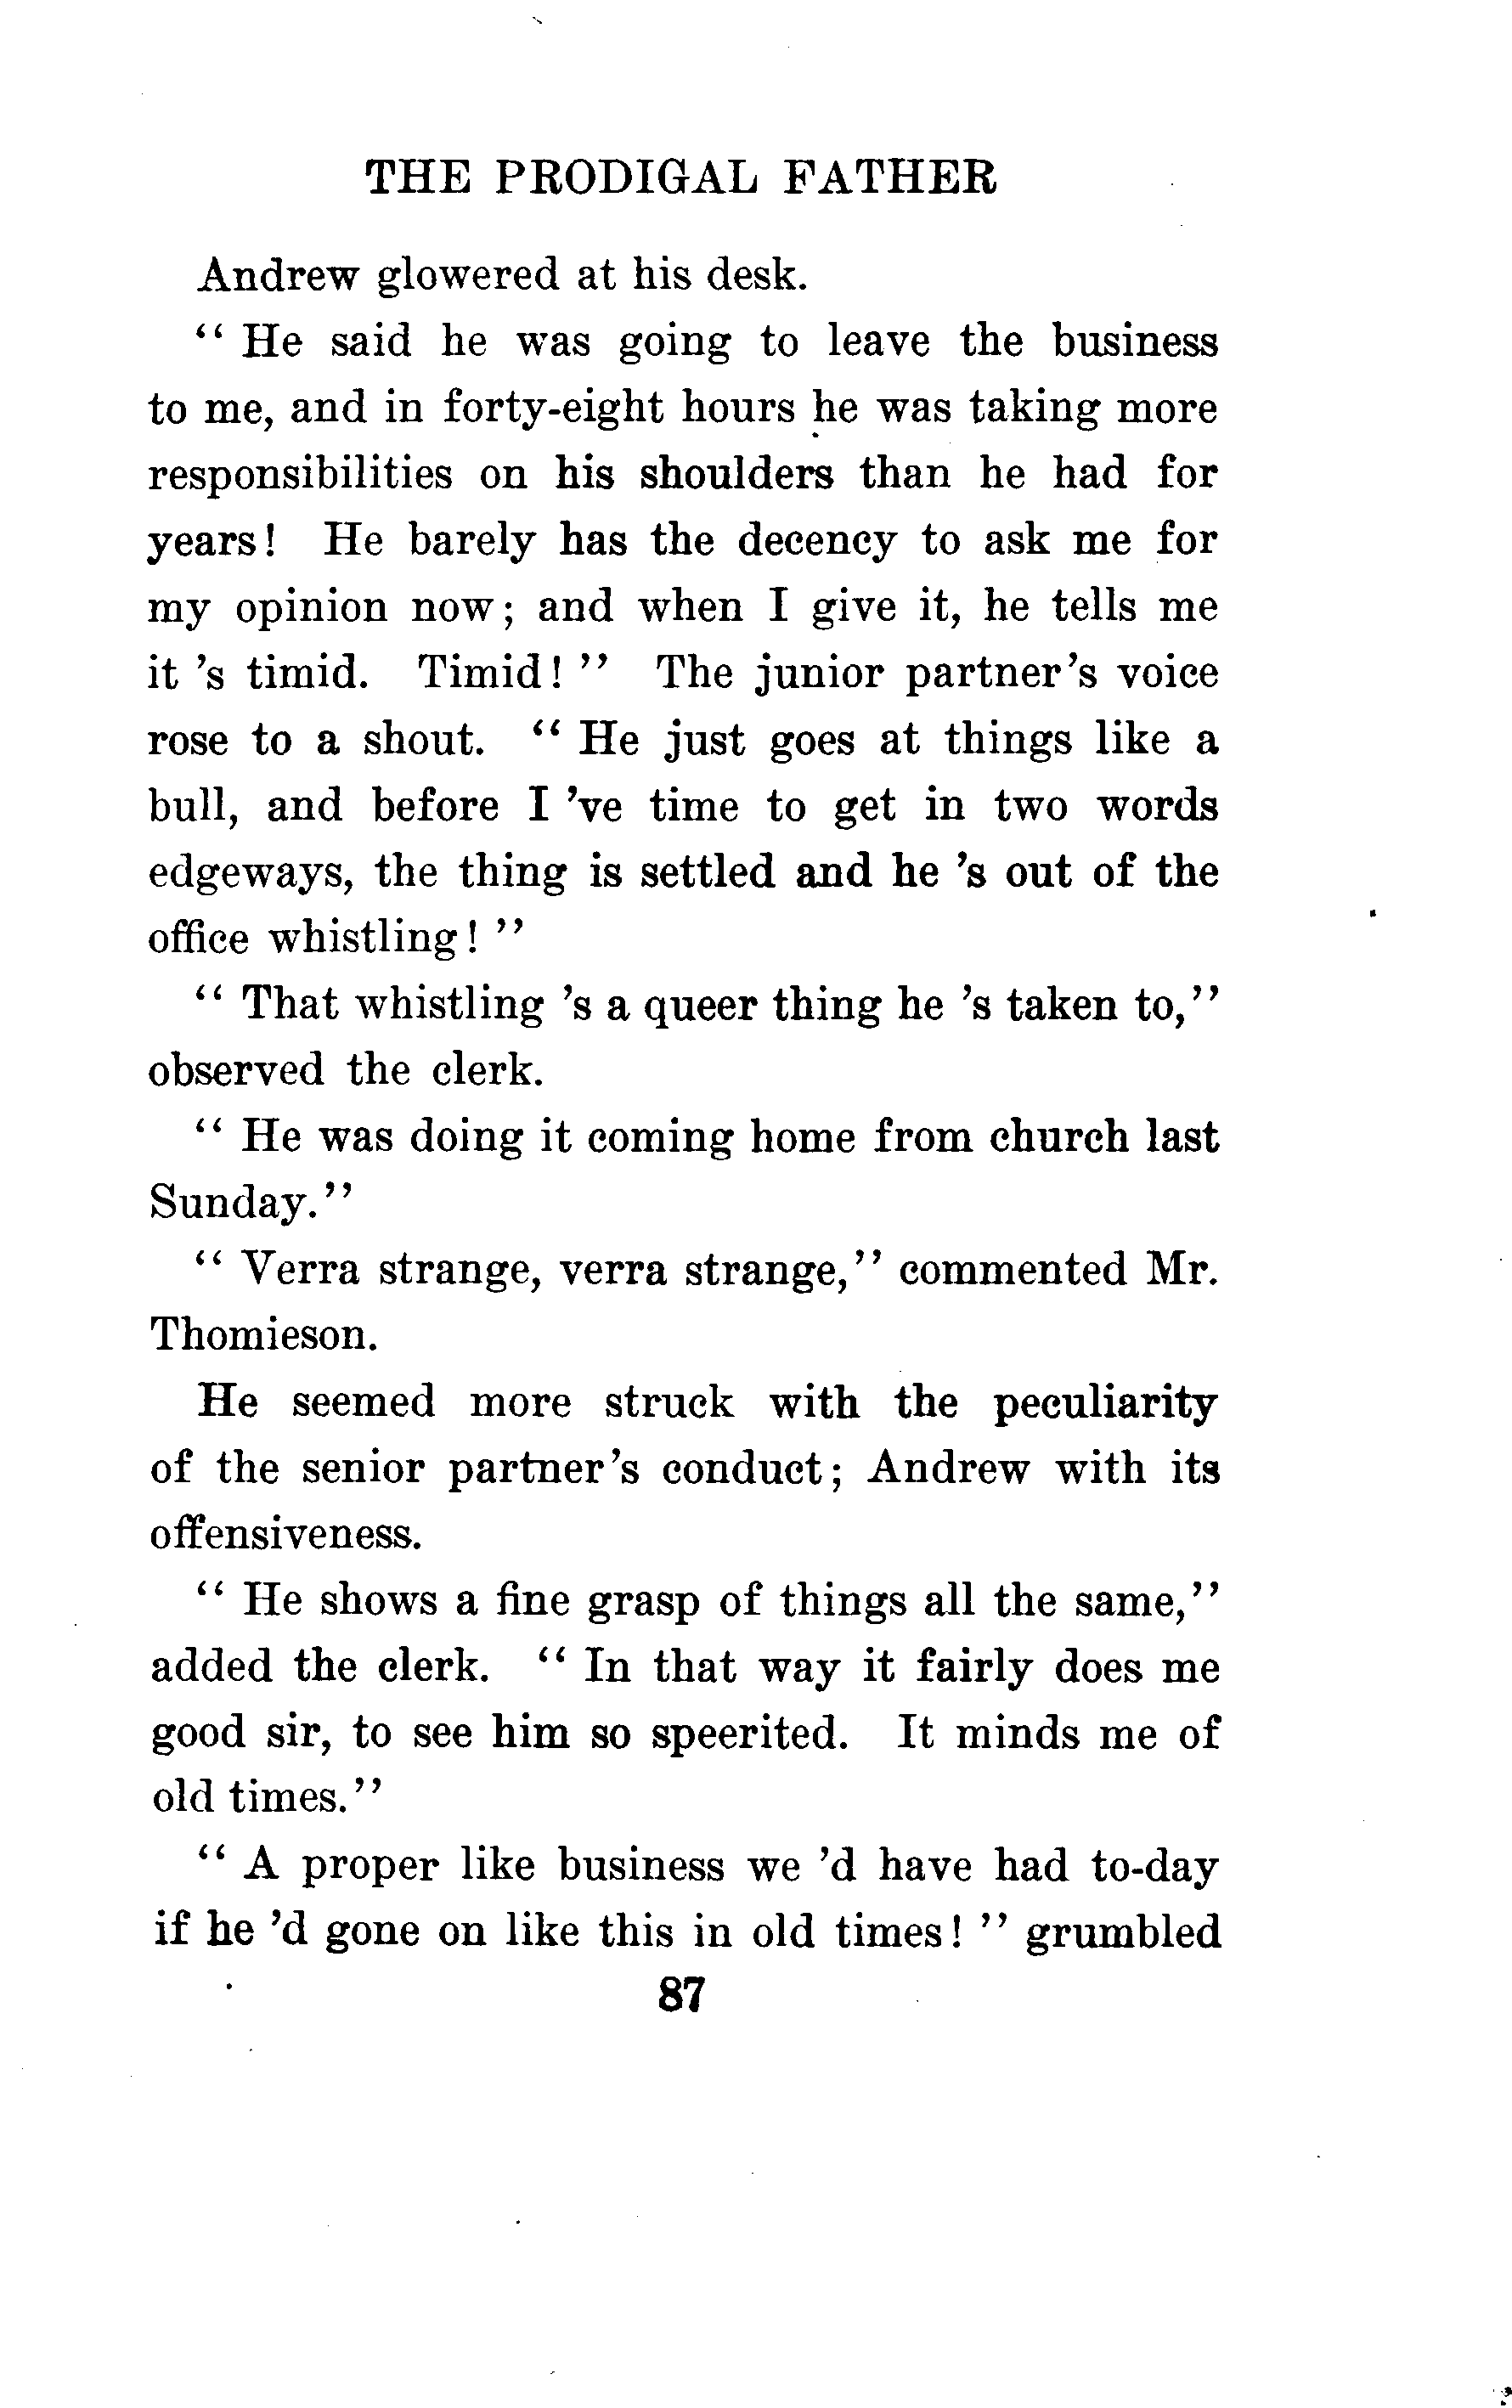 THE PRODIGAL FATHER
Andrew glowered at his desk.
“ He said he was going to leave the business
to me, and in forty-eight hours he was taking more
responsibilities on his shoulders than he had for
years! He barely has the decency to ask me for
my opinion now; and when I give it, he tells me
it 's timid. Timid! ” The junior partner's voice
rose to a shout. “ He just goes at things like a
bull, and before I 've time to get in two words
edgeways, the thing is settled and he 's out of the
office whistling! ”
“ That whistling 's a queer thing he 's taken to,”
observed the clerk.
“ He was doing it coming home from church last
Sunday.”
“ Verra strange, verra strange,” commented Mr.
Thomieson.
He seemed more struck with the peculiarity
of the senior partner's conduct; Andrew with its
offensiveness.
“ He shows a fine grasp of things all the same,”
added the clerk. “ In that way it fairly does me
good sir, to see him so speerited. It minds me of
old times.”
“ A proper like business we 'd have had to-day
if he 'd gone on like this in old times! ” grumbled
87